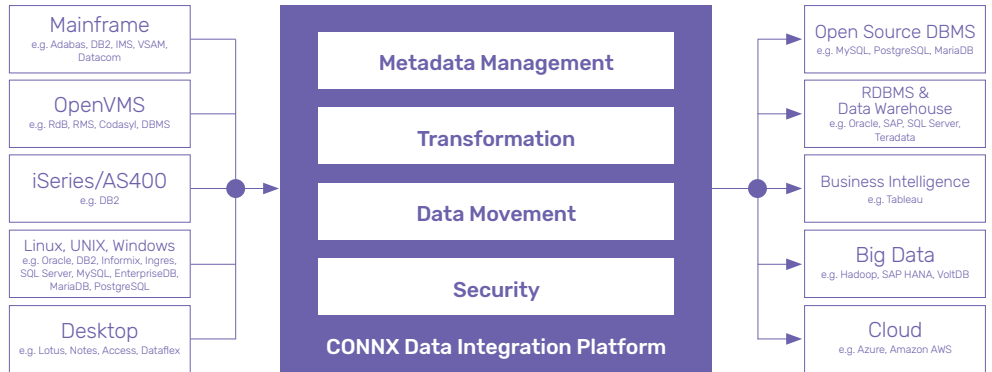 Mainframe
e.g. Adabas, DB2, IMS, VSAM,
Datacom
OpenVMS
e.g. RdB, RMS, Codasyl, DBMS
iSeries/AS400
e.g. DB2
Linux, UNIX, Windows
e.g. Oracle, DB2, Informix, Ingres,
SQL Server, MySQL, EnterpriseDB,
MariaDB, PostgreSQL
Desktop
e.g. Lotus, Notes, Access, Dataflex
Metadata Management
Transformation
Data Movement
Security
CONNX Data Integration Platform
Open Source DBMS
e.g. MySQL, PostgreSQL, MariaDB
RDBMS &
Data Warehouse
e.g. Oracle, SAP, SQL Server,
Teradata
Business Intelligence
e.g. Tableau
Big Data
e.g. Hadoop, SAP HANA, VoltDB
Cloud
e.g. Azure, Amazon AWS